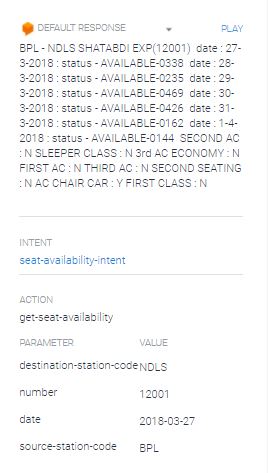 DEFAULT RESPONSE PLAY
BPL - NDLS SHATABDI EXP(12001)  date : 27-
3-2018 : status - AVAILABLE-0338  date : 28-
3-2018 : status - AVAILABLE-0235  date : 29-
3-2018 : status - AVAILABLE-0469  date : 30-
3-2018 : status - AVAILABLE-0426  date : 31-
3-2018 : status - AVAILABLE-0162  date : 1-4-
2018 : status - AVAILABLE-0144  SECOND AC
: N SLEEPER CLASS : N 3rd AC ECONOMY : N
FIRST AC : N THIRD AC : N SECOND SEATING
: N AC CHAIR CAR : Y FIRST CLASS : N
INTENT
seat-availability-intent
ACTION
get-seat-availability
PARAMETER VALUE
destination-station-code NDLS
number 12001
date 2018-03-27
source-station-code BPL